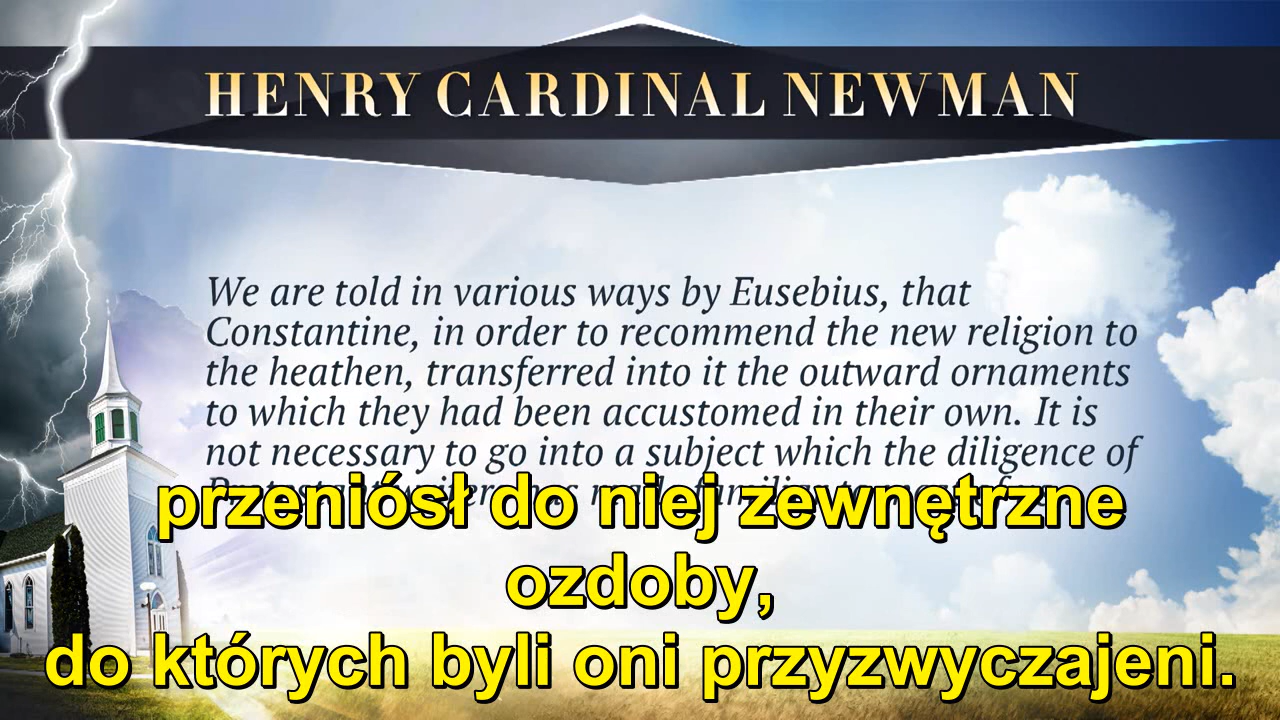 HENRY CARDINAL NEWMAN
We are told in various ways by Eusebius, that
Constantine, in order to recommend the new religion to
the heathen, transferred into it the outward ornaments
to which they had been accustomed in their own. It is
not necessary to go into a subject which the diligence of
przeniósł do niej zewnętrzne
ozdoby,
do których byli oni przyzwyczajeni.